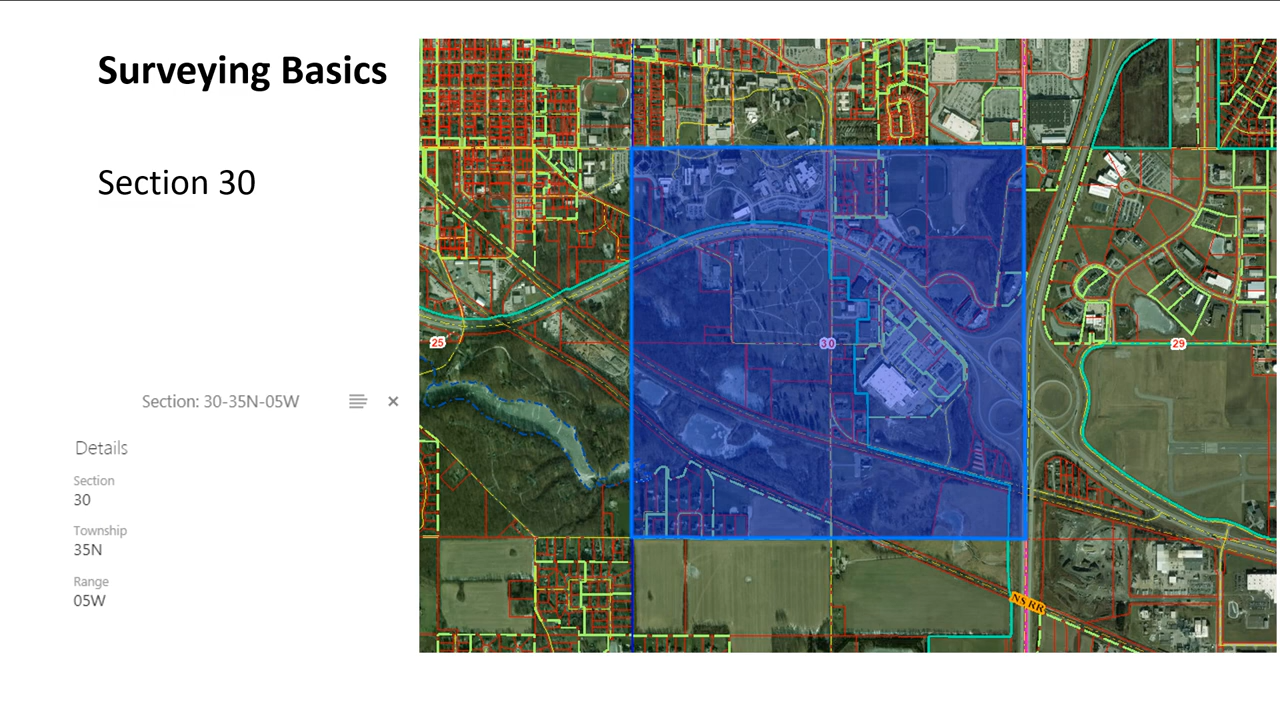 Surveying Basics
Section 30
Section: 30-35N-05W
Details
Section
30
Township
35N
Range
05W
25
30
29
NS RR